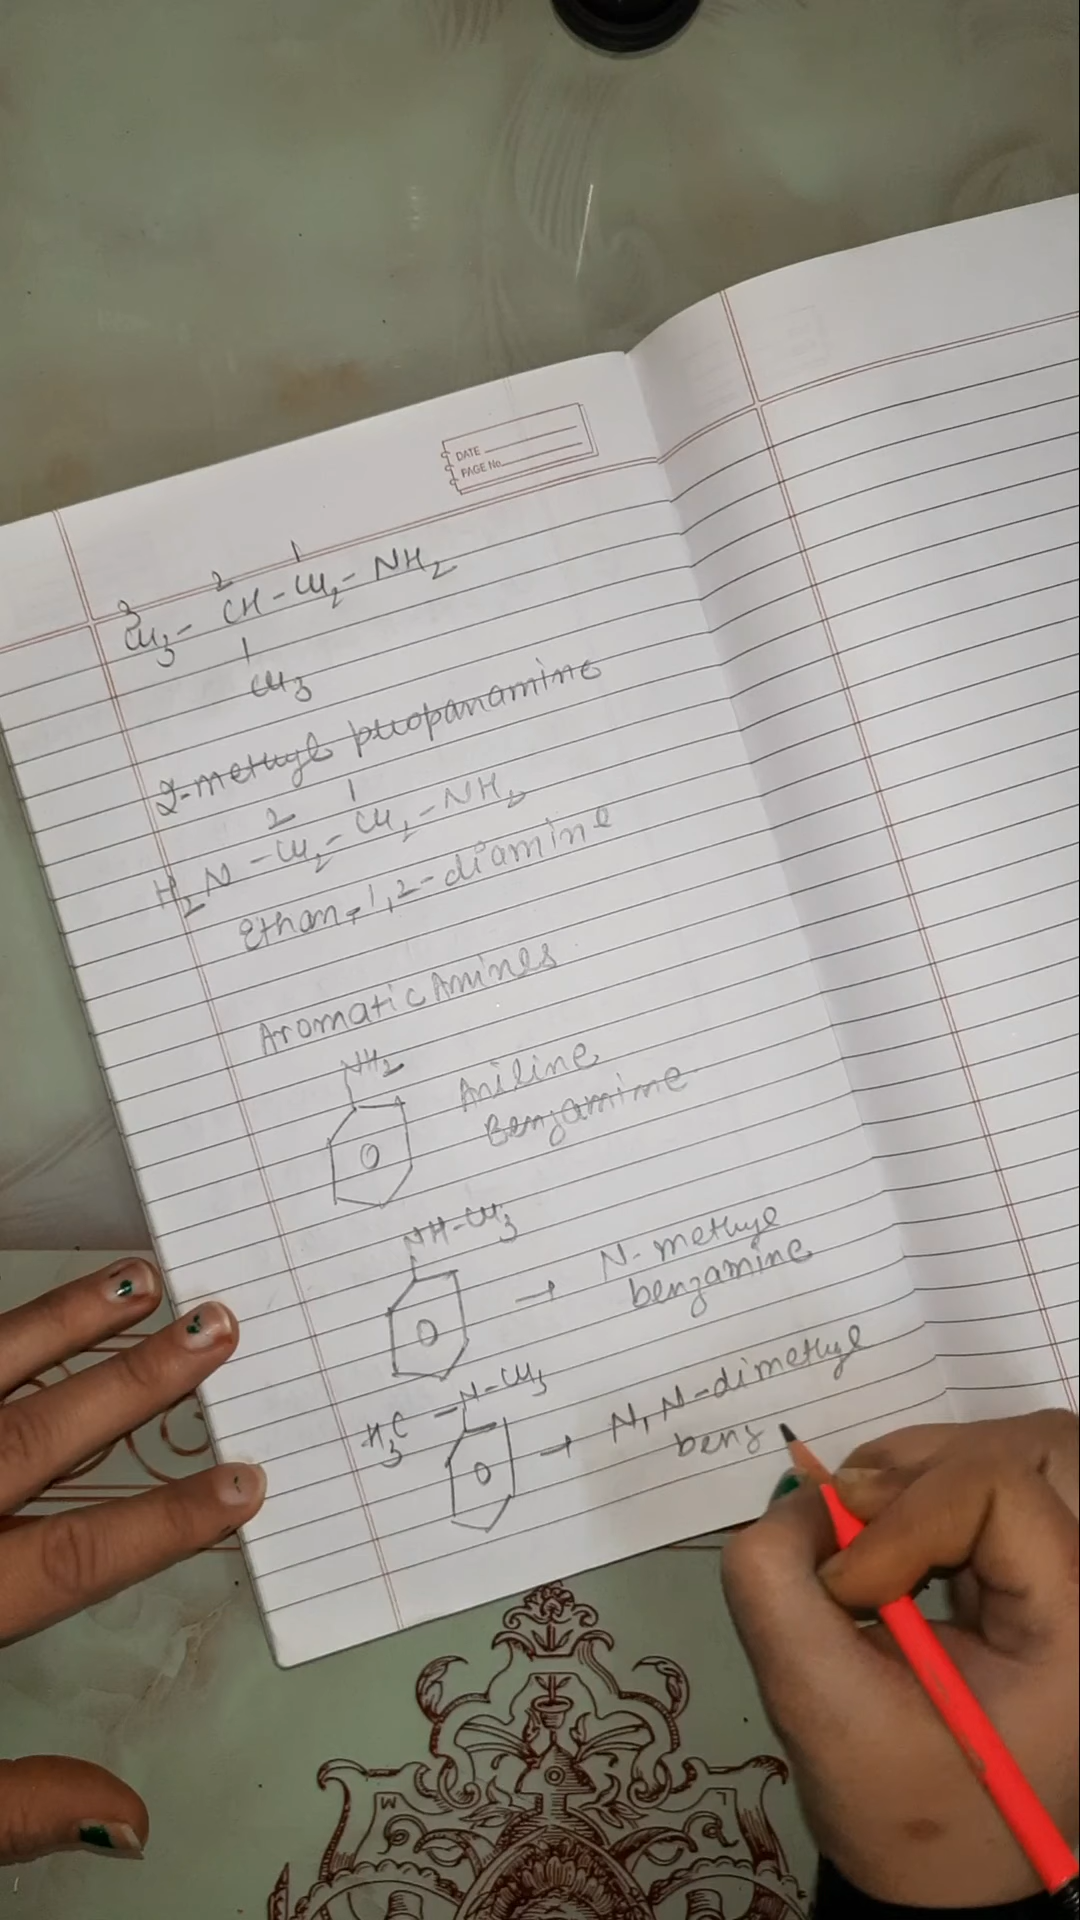 DATE
PAGE No.
3 2 1
CH3 - CH - CH2 - NH2
CH3
2-methyl propanamine
2 1
H2N - CH2 - CH2 - NH2
Ethan-1,2-diamine
Aromatic Amines
NH2
Aniline
Benzamine
NH-CH3
N-methyl
benzamine
H3C - N-CH3
N, N-dimethyl
benz
M